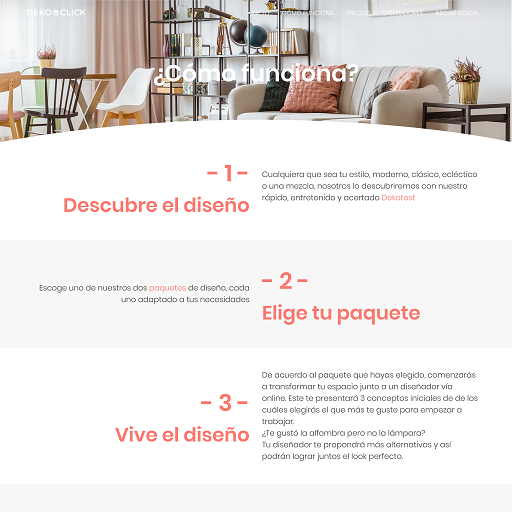 DEKO CLICK
CÓMO FUNCIONA
INICIAR SESIÓN
¿Cómo funciona?
- 1 -
Descubre el diseño
Cualquiera que sea tu estilo, moderno, clásico, ecléctico
o una mezcla, nosotros lo descubriremos con nuestro
rápido, entretenido y acertado Dekotest
Escoge uno de nuestros dos paquetes de diseño, cada
uno adaptado a tus necesidades
- 2 -
Elige tu paquete
- 3 -
Vive el diseño
De acuerdo al paquete que hayas elegido, comenzarás
a transformar tu espacio junto a un diseñador vía
online. Este te presentará 3 conceptos iniciales de de los
cuáles elegirás el que más te guste para empezar a
trabajar.
¿Te gustó la alfombra pero no la lámpara?
Tu diseñador te propondrá más alternativas y así
podrán lograr juntos el look perfecto.